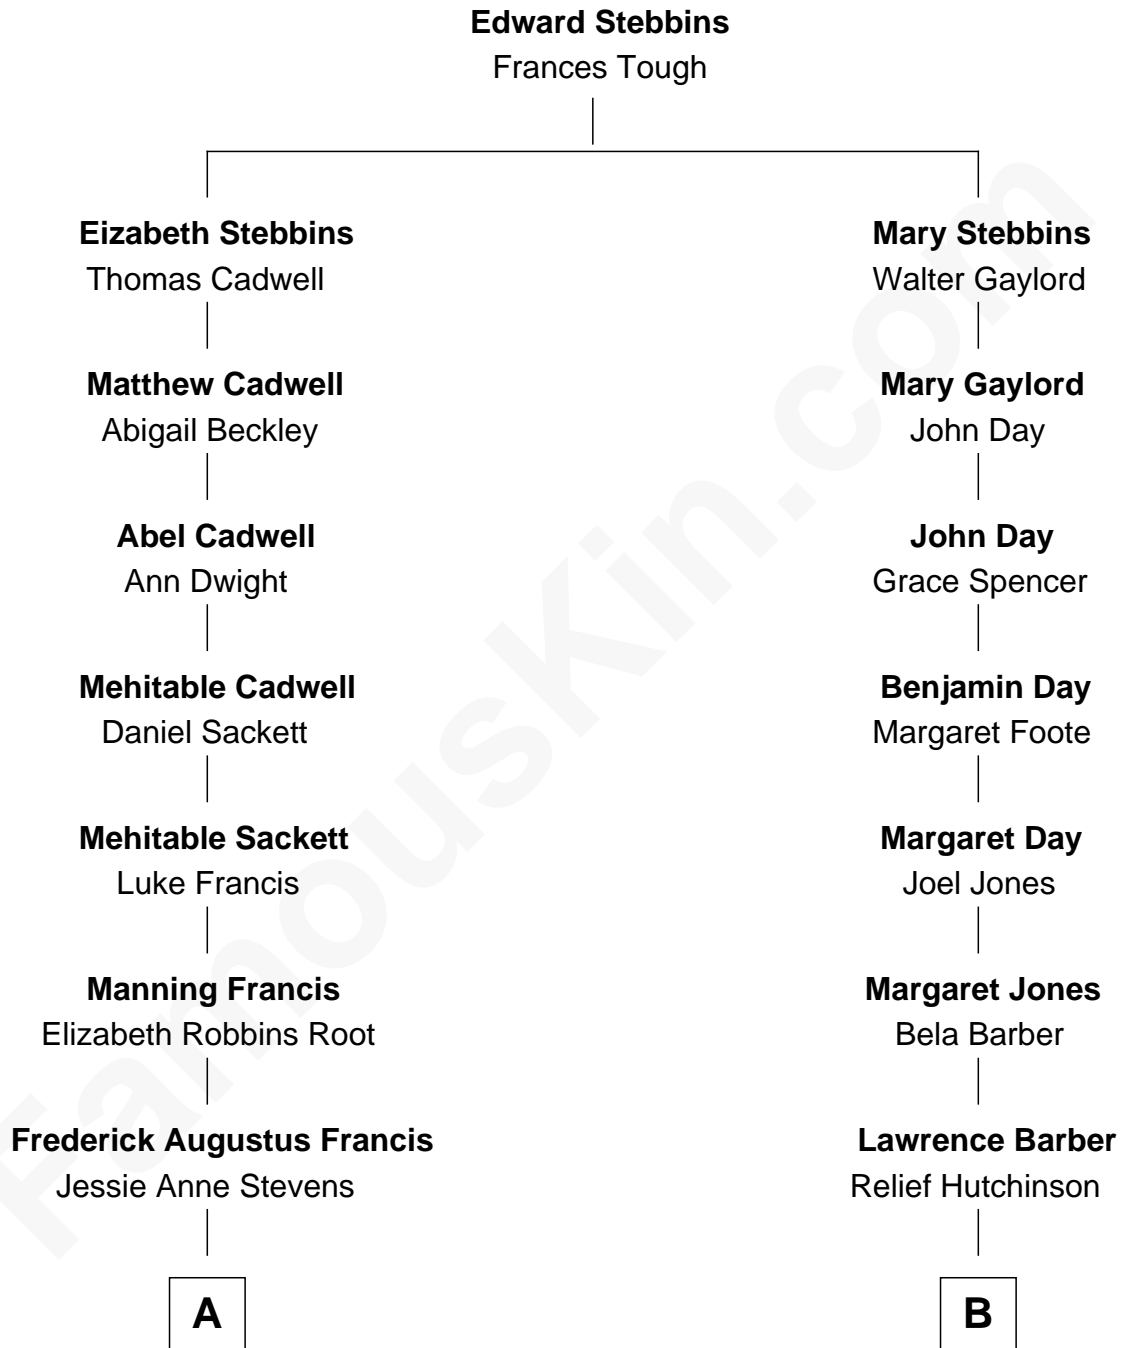 Edward Stebbins
Frances Tough
Eizabeth Stebbins
Thomas Cadwell
Matthew Cadwell
Abigail Beckley
Abel Cadwell
Ann Dwight
Mehitable Cadwell
Daniel Sackett
Mehitable Sackett
Luke Francis
Manning Francis
Elizabeth Robbins Root
Frederick Augustus Francis
Jessie Anne Stevens
A
Mary Stebbins
Walter Gaylord
Mary Gaylord
John Day
John Day
Grace Spencer
Benjamin Day
Margaret Foote
Margaret Day
Joel Jones
Margaret Jones
Bela Barber
Lawrence Barber
Relief Hutchinson
B
FamousKin.com